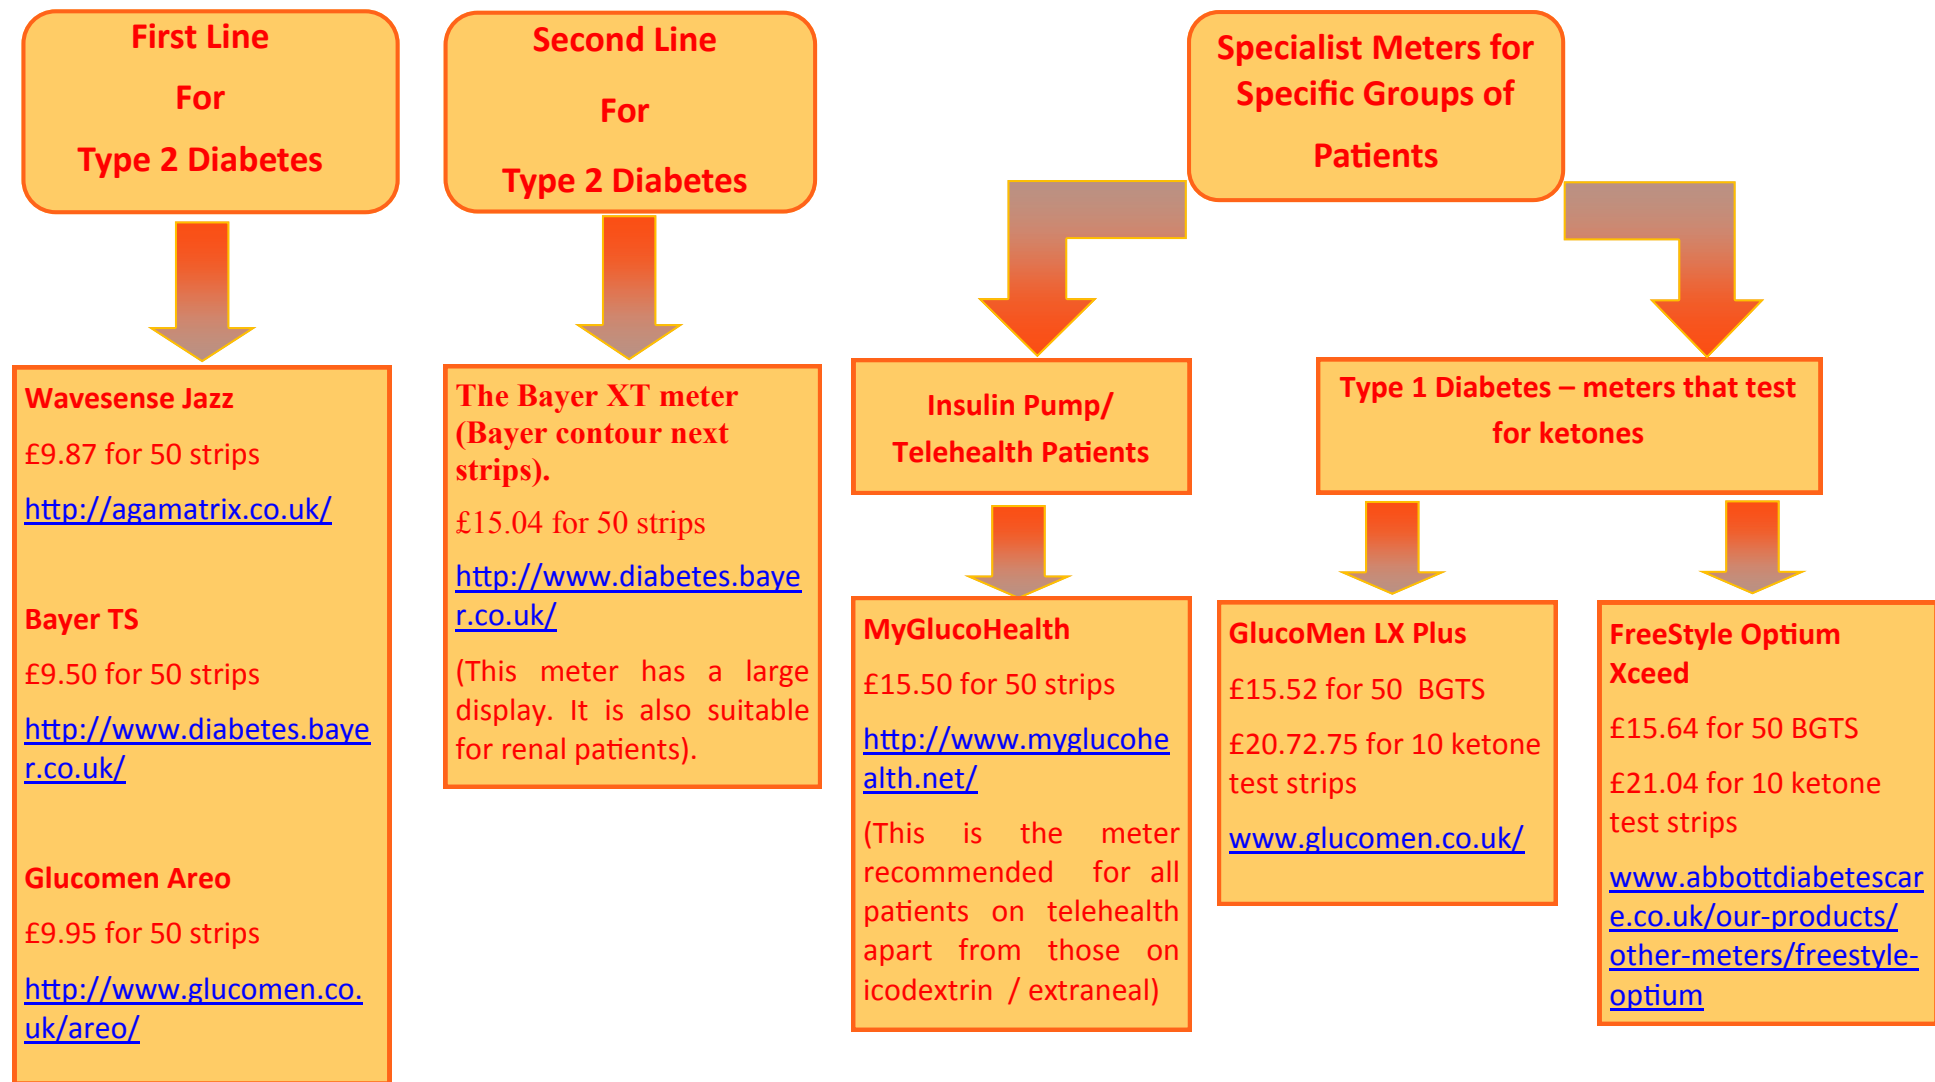 First Line
For
Type 2 Diabetes
Second Line
For
Type 2 Diabetes
Specialist Meters for
Specific Groups of
Patients
Wavesense Jazz
£9.87 for 50 strips
http://agamatrix.co.uk/
Bayer TS
£9.50 for 50 strips
http://www.diabetes.baye
r.co.uk/
Glucomen Areo
£9.95 for 50 strips
http://www.glucomen.co.
uk/areo/
The Bayer XT meter
(Bayer contour next
strips).
£15.04 for 50 strips
http://www.diabetes.baye
r.co.uk/
(This meter has a large
display. It is also suitable
for renal patients).
Insulin Pump/
Telehealth Patients
MyGlucoHealth
£15.50 for 50 strips
http://www.myglucohe
alth.net/
(This is the meter
recommended for all
patients on telehealth
apart from those on
icodextrin / extraneal)
Type 1 Diabetes – meters that test
for ketones
GlucoMen LX Plus
£15.52 for 50 BGTS
£20.72.75 for 10 ketone
test strips
www.glucomen.co.uk/
FreeStyle Optium
Xceed
£15.64 for 50 BGTS
£21.04 for 10 ketone
test strips
www.abbottdiabetescar
e.co.uk/our-products/
other-meters/freestyle-
optium